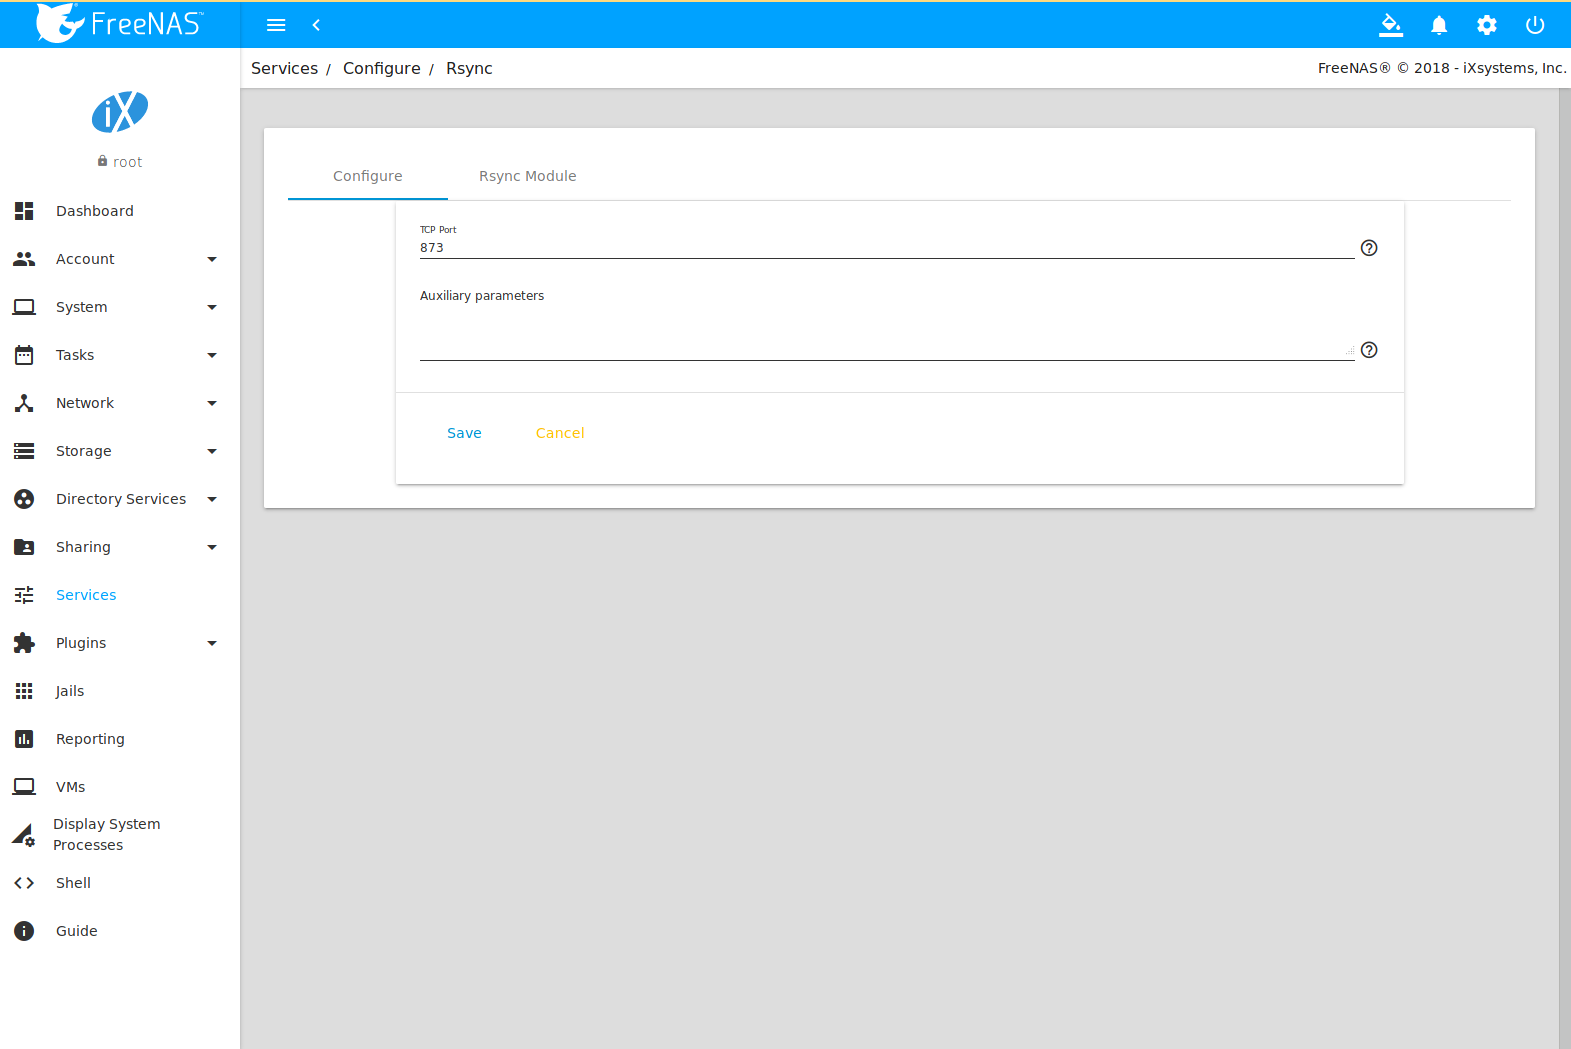 FreeNAS™
Services / Configure / Rsync
FreeNAS® © 2018 - iXsystems, Inc.
iX
root
Dashboard
Account
System
Tasks
Network
Storage
Directory Services
Sharing
Services
Plugins
Jails
Reporting
VMs
Display System
Processes
Shell
Guide
Configure
Rsync Module
TCP Port
873
Auxiliary parameters
Save
Cancel